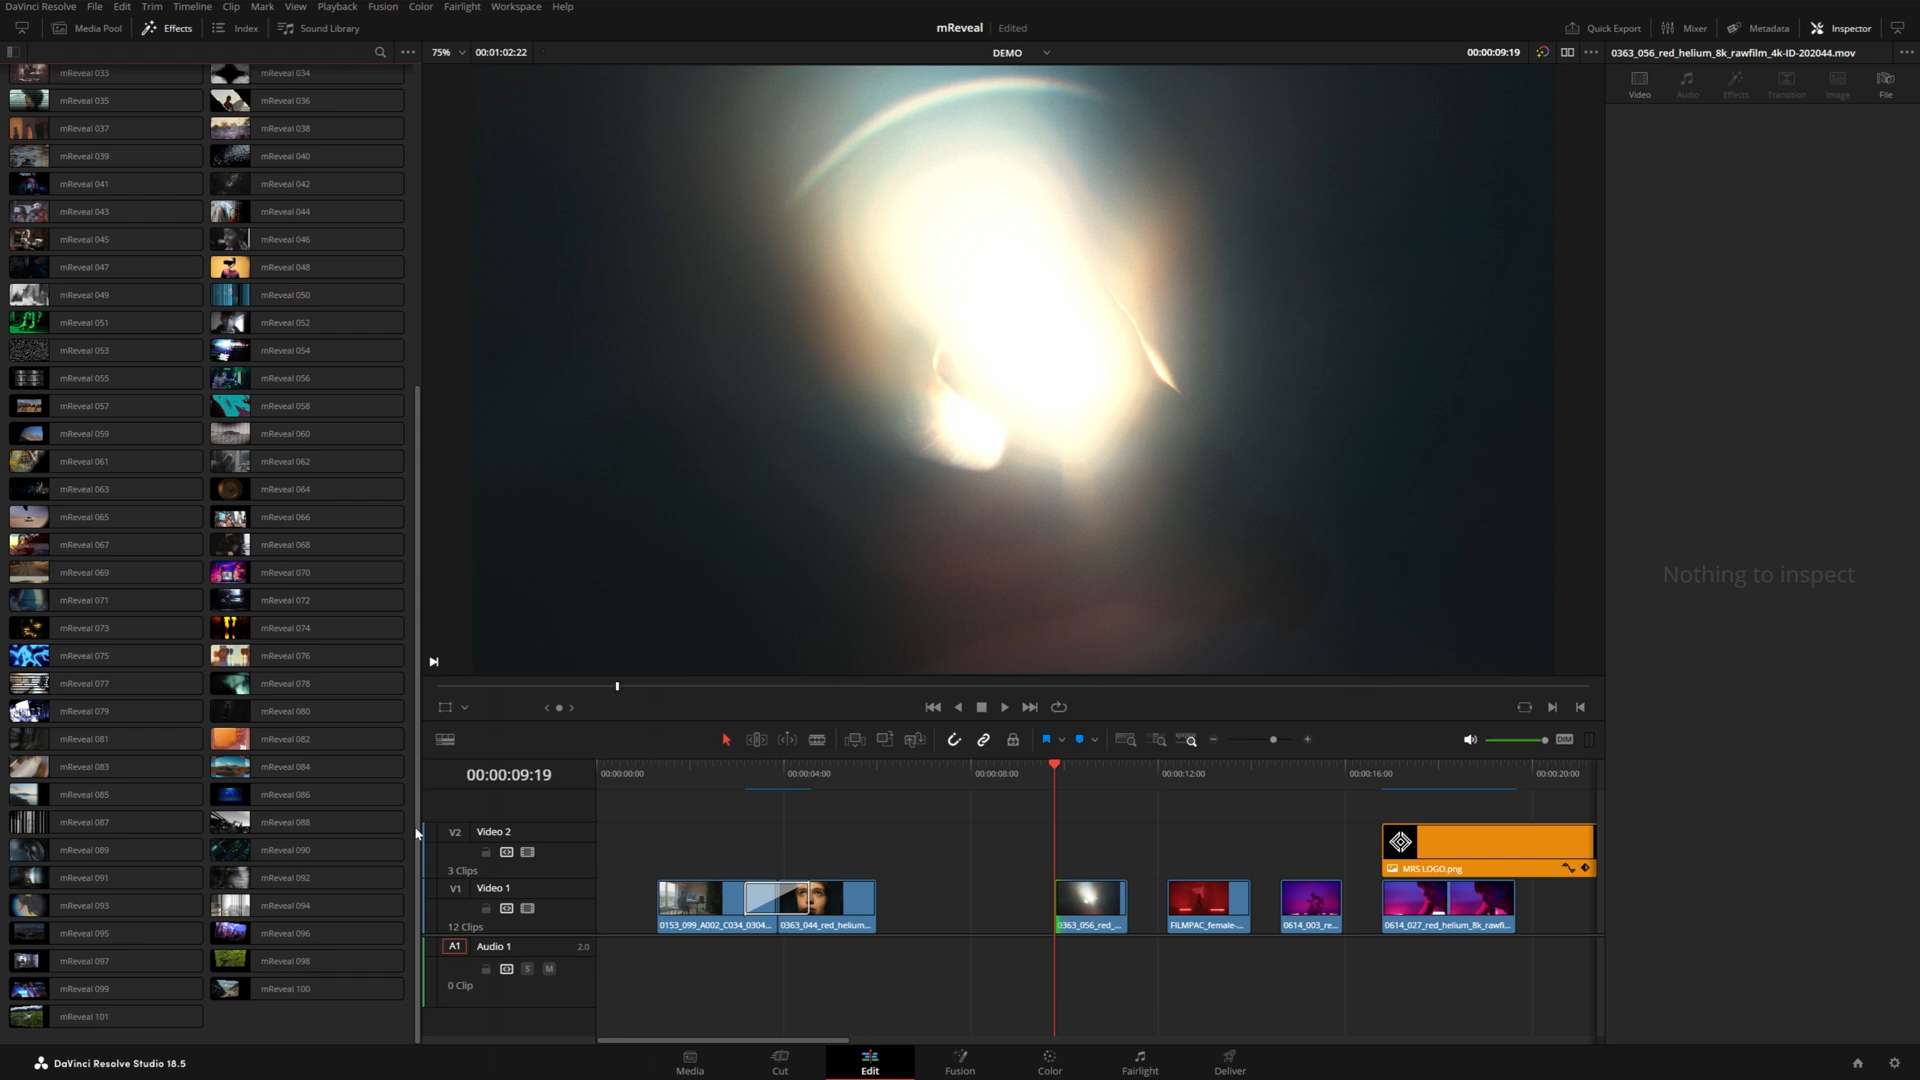 DaVinci Resolve File Edit Trim Timeline Clip Mark View Playback Fusion Color Fairlight Workspace Help
Media Pool Effects Index Sound Library mReveal Edited Quick Export Mixer Metadata Inspector
75% 00:01:02:22 DEMO 00:00:09:19 0363_056_red_helium_8k_rawfilm_4k-ID-202044.mov
Video Audio Effects Transition Image File
mReveal 033 mReveal 034
mReveal 035 mReveal 036
mReveal 037 mReveal 038
mReveal 039 mReveal 040
mReveal 041 mReveal 042
mReveal 043 mReveal 044
mReveal 045 mReveal 046
mReveal 047 mReveal 048
mReveal 049 mReveal 050
mReveal 051 mReveal 052
mReveal 053 mReveal 054
mReveal 055 mReveal 056
mReveal 057 mReveal 058
mReveal 059 mReveal 060
mReveal 061 mReveal 062
mReveal 063 mReveal 064
mReveal 065 mReveal 066
mReveal 067 mReveal 068
mReveal 069 mReveal 070
mReveal 071 mReveal 072
mReveal 073 mReveal 074
mReveal 075 mReveal 076
mReveal 077 mReveal 078
mReveal 079 mReveal 080
mReveal 081 mReveal 082
mReveal 083 mReveal 084
mReveal 085 mReveal 086
mReveal 087 mReveal 088
mReveal 089 mReveal 090
mReveal 091 mReveal 092
mReveal 093 mReveal 094
mReveal 095 mReveal 096
mReveal 097 mReveal 098
mReveal 099 mReveal 100
mReveal 101
Nothing to inspect
DIM
00:00:09:19 00:00:00:00 00:00:04:00 00:00:08:00 00:00:12:00 00:00:16:00 00:00:20:00
V2 Video 2
3 Clips
MRS LOGO.png
V1 Video 1
12 Clips
0153_099_A002_C034_0304... 0363_044_red_helium... 0363_056_red_... FILMPAC_female-... 0614_003_re... 0614_027_red_helium_8k_rawfi...
A1 Audio 1 2.0
S M
0 Clip
DaVinci Resolve Studio 18.5
Media Cut Edit Fusion Color Fairlight Deliver